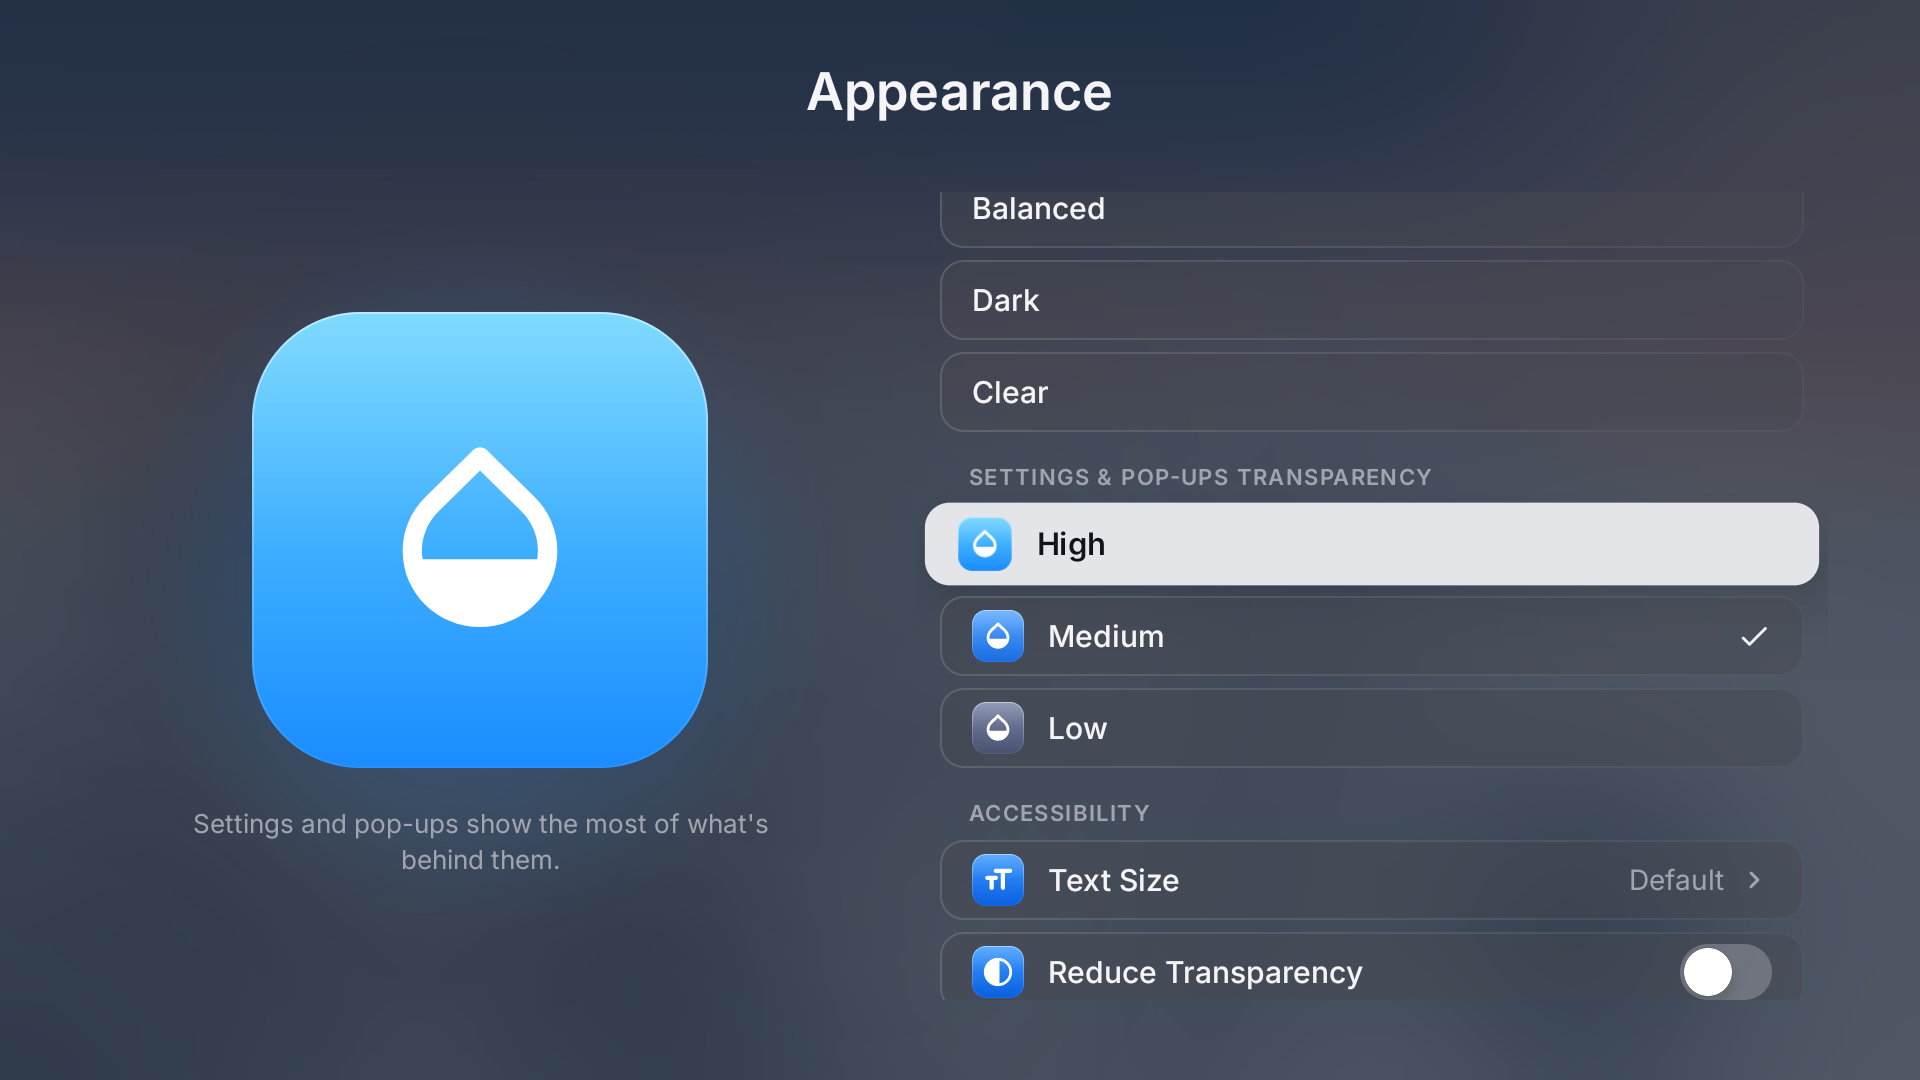 Appearance
Balanced
Dark
Clear
SETTINGS & POP-UPS TRANSPARENCY
High
Medium
Low
Settings and pop-ups show the most of what's
behind them.
ACCESSIBILITY
Text Size
Default
Reduce Transparency